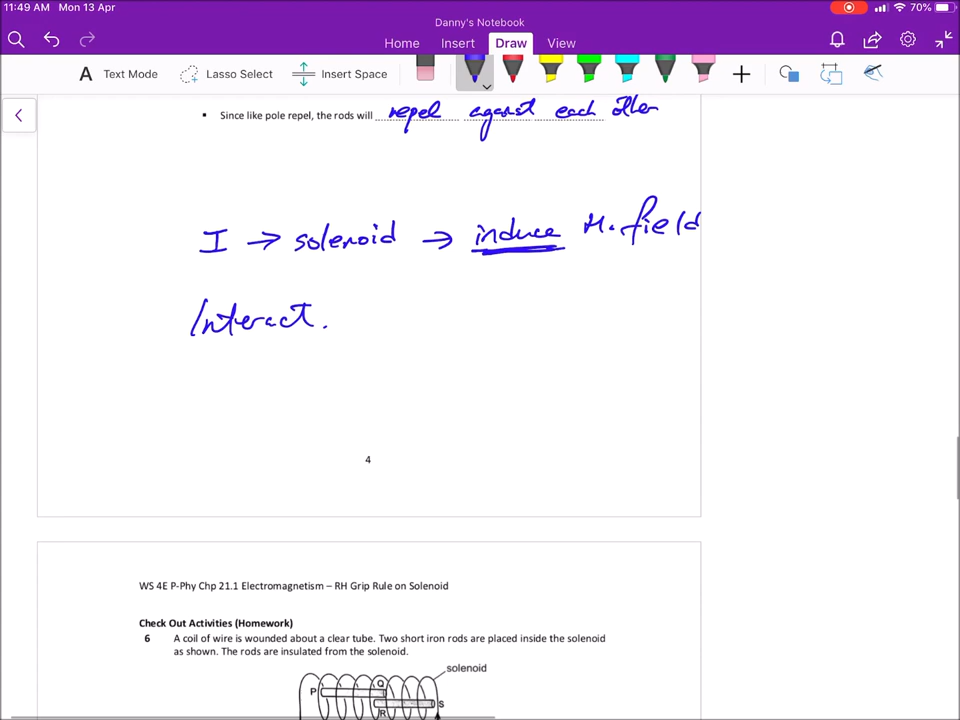 11:49 AM Mon 13 Apr
70%
Danny's Notebook
Home Insert Draw View
A Text Mode Lasso Select Insert Space
▪ Since like pole repel, the rods will repel against each other
I → solenoid → induce M.field
Interact.
4
WS 4E P-Phy Chp 21.1 Electromagnetism – RH Grip Rule on Solenoid
Check Out Activities (Homework)
6 A coil of wire is wounded about a clear tube. Two short iron rods are placed inside the solenoid
as shown. The rods are insulated from the solenoid.
solenoid
P Q
R S